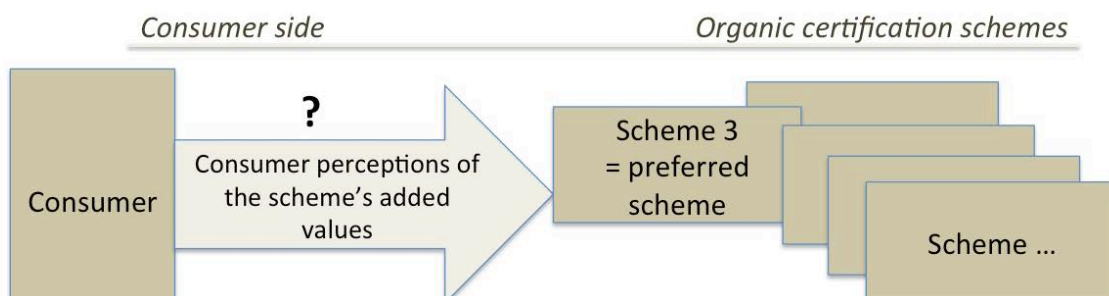 Consumer side
Organic certification schemes
?
Consumer perceptions of
the scheme’s added
values
Consumer
Scheme 3
= preferred
scheme
Scheme …